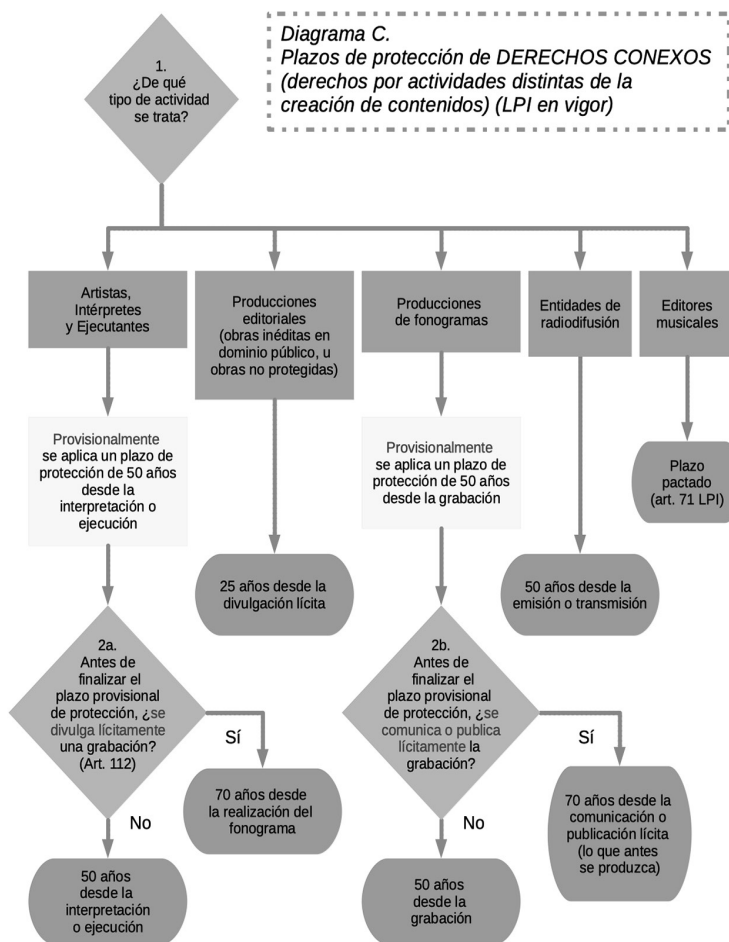 Diagrama C.
Plazos de protección de DERECHOS CONEXOS
(derechos por actividades distintas de la
creación de contenidos) (LPI en vigor)
1.
¿De qué
tipo de actividad
se trata?
Artistas,
Intérpretes
y Ejecutantes
Producciones
editoriales
(obras inéditas en
dominio público, u
obras no protegidas)
Producciones
de fonogramas
Entidades de
radiodifusión
Editores
musicales
Provisionalmente
se aplica un plazo de
protección de 50 años
desde la
interpretación o
ejecución
Provisionalmente
se aplica un plazo de
protección de 50 años
desde la grabación
Plazo
pactado
(art. 71 LPI)
25 años desde la
divulgación lícita
50 años desde la
emisión o transmisión
2a.
Antes de
finalizar el
plazo provisional
de protección, ¿se
divulga lícitamente
una grabación?
(Art. 112)
Sí
70 años desde
la realización del
fonograma
No
50 años
desde la
interpretación
o ejecución
2b.
Antes de
finalizar el
plazo provisional
de protección, ¿se
comunica o publica
lícitamente la
grabación?
Sí
70 años desde la
comunicación o
publicación lícita
(lo que antes
se produzca)
No
50 años
desde la
grabación